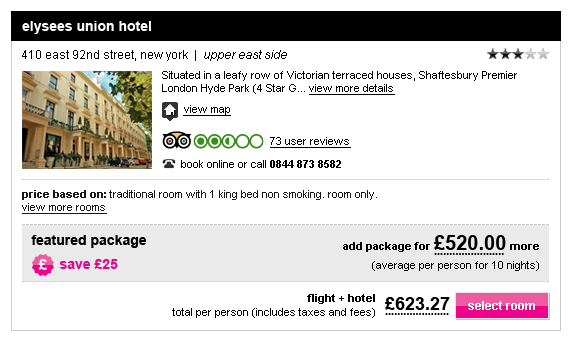 elysees union hotel
410 east 92nd street, new york | upper east side
Situated in a leafy row of Victorian terraced houses, Shaftesbury Premier
London Hyde Park (4 Star G... view more details
view map
73 user reviews
book online or call 0844 873 8582
price based on: traditional room with 1 king bed non smoking. room only.
view more rooms
featured package
add package for £520.00 more
£ save £25
(average per person for 10 nights)
flight + hotel
total per person (includes taxes and fees)
£623.27
select room